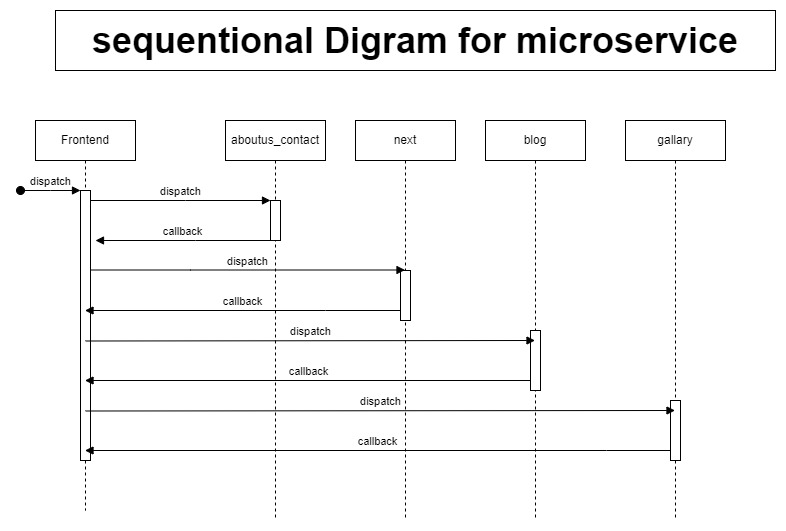 sequentional Digram for microservice
Frontend
aboutus_contact
next
blog
gallary
dispatch
dispatch
callback
dispatch
callback
dispatch
callback
dispatch
callback